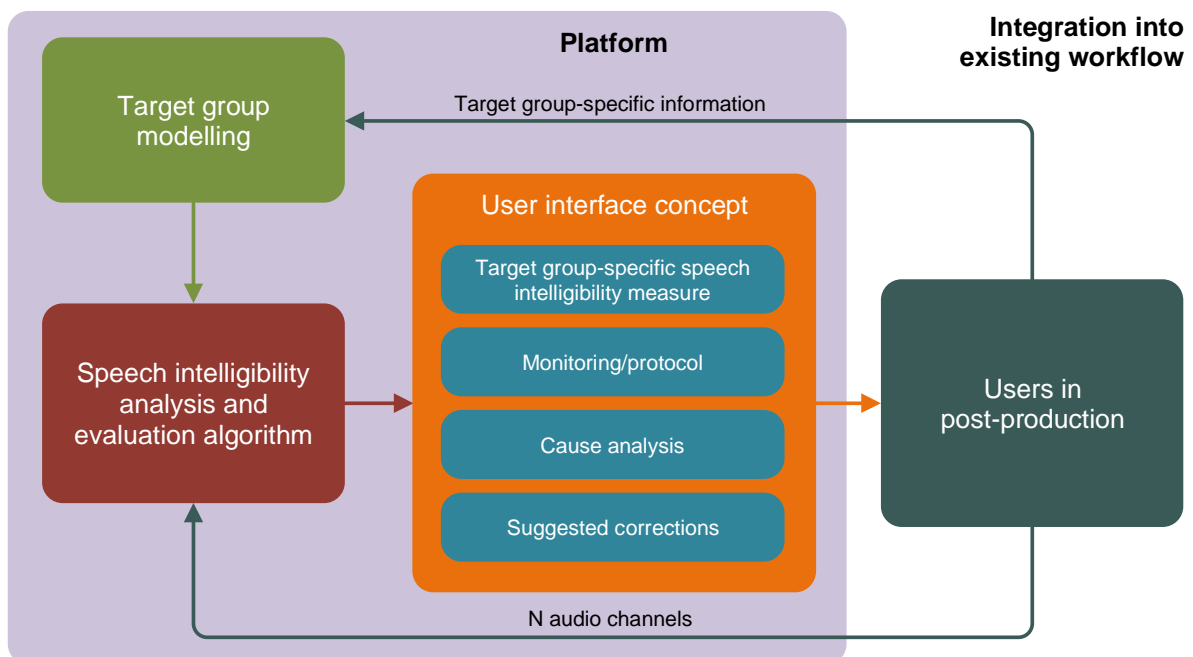 Platform
Integration into
existing workflow
Target group
modelling
Target group-specific information
User interface concept
Target group-specific speech
intelligibility measure
Monitoring/protocol
Cause analysis
Suggested corrections
Speech intelligibility
analysis and
evaluation algorithm
Users in
post-production
N audio channels